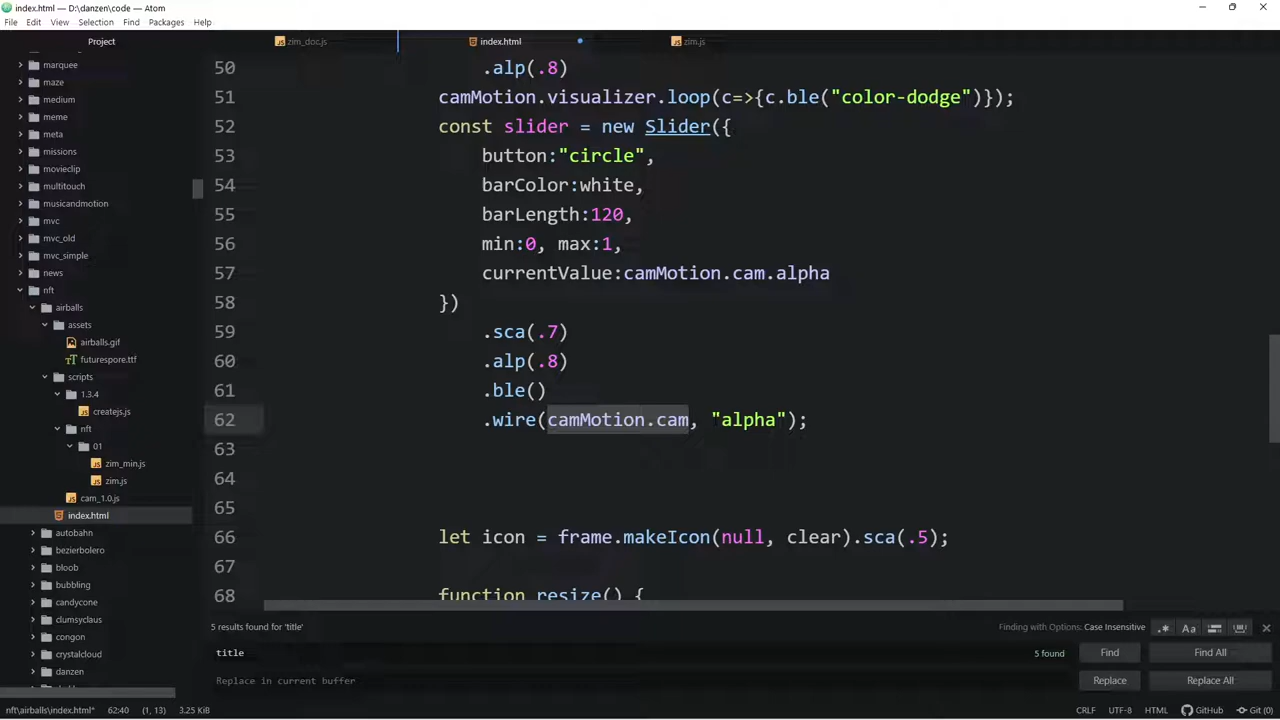 index.html — D:\danzen\code — Atom
File Edit View Selection Find Packages Help
Project
zim_doc.js
index.html
zim.js
marquee
maze
medium
meme
meta
missions
movieclip
multitouch
musicandmotion
mvc
mvc_old
mvc_simple
news
nft
airballs
assets
airballs.gif
futurespore.ttf
scripts
1.3.4
createjs.js
nft
01
zim_min.js
zim.js
cam_1.0.js
index.html
autobahn
bezierbolero
bloob
bubbling
candycone
clumsyclaus
congon
crystalcloud
danzen
50 .alp(.8)
51 camMotion.visualizer.loop(c=>{c.ble("color-dodge")});
52 const slider = new Slider({
53 button:"circle",
54 barColor:white,
55 barLength:120,
56 min:0, max:1,
57 currentValue:camMotion.cam.alpha
58 })
59 .sca(.7)
60 .alp(.8)
61 .ble()
62 .wire(camMotion.cam, "alpha");
63
64
65
66 let icon = frame.makeIcon(null, clear).sca(.5);
67
68 function resize() {
5 results found for 'title'
Finding with Options: Case Insensitive
.* Aa
title
5 found
Find
Find All
Replace in current buffer
Replace
Replace All
nft\airballs\index.html* 62:40 (1, 13) 3.25 KiB
CRLF UTF-8 HTML GitHub Git (0)